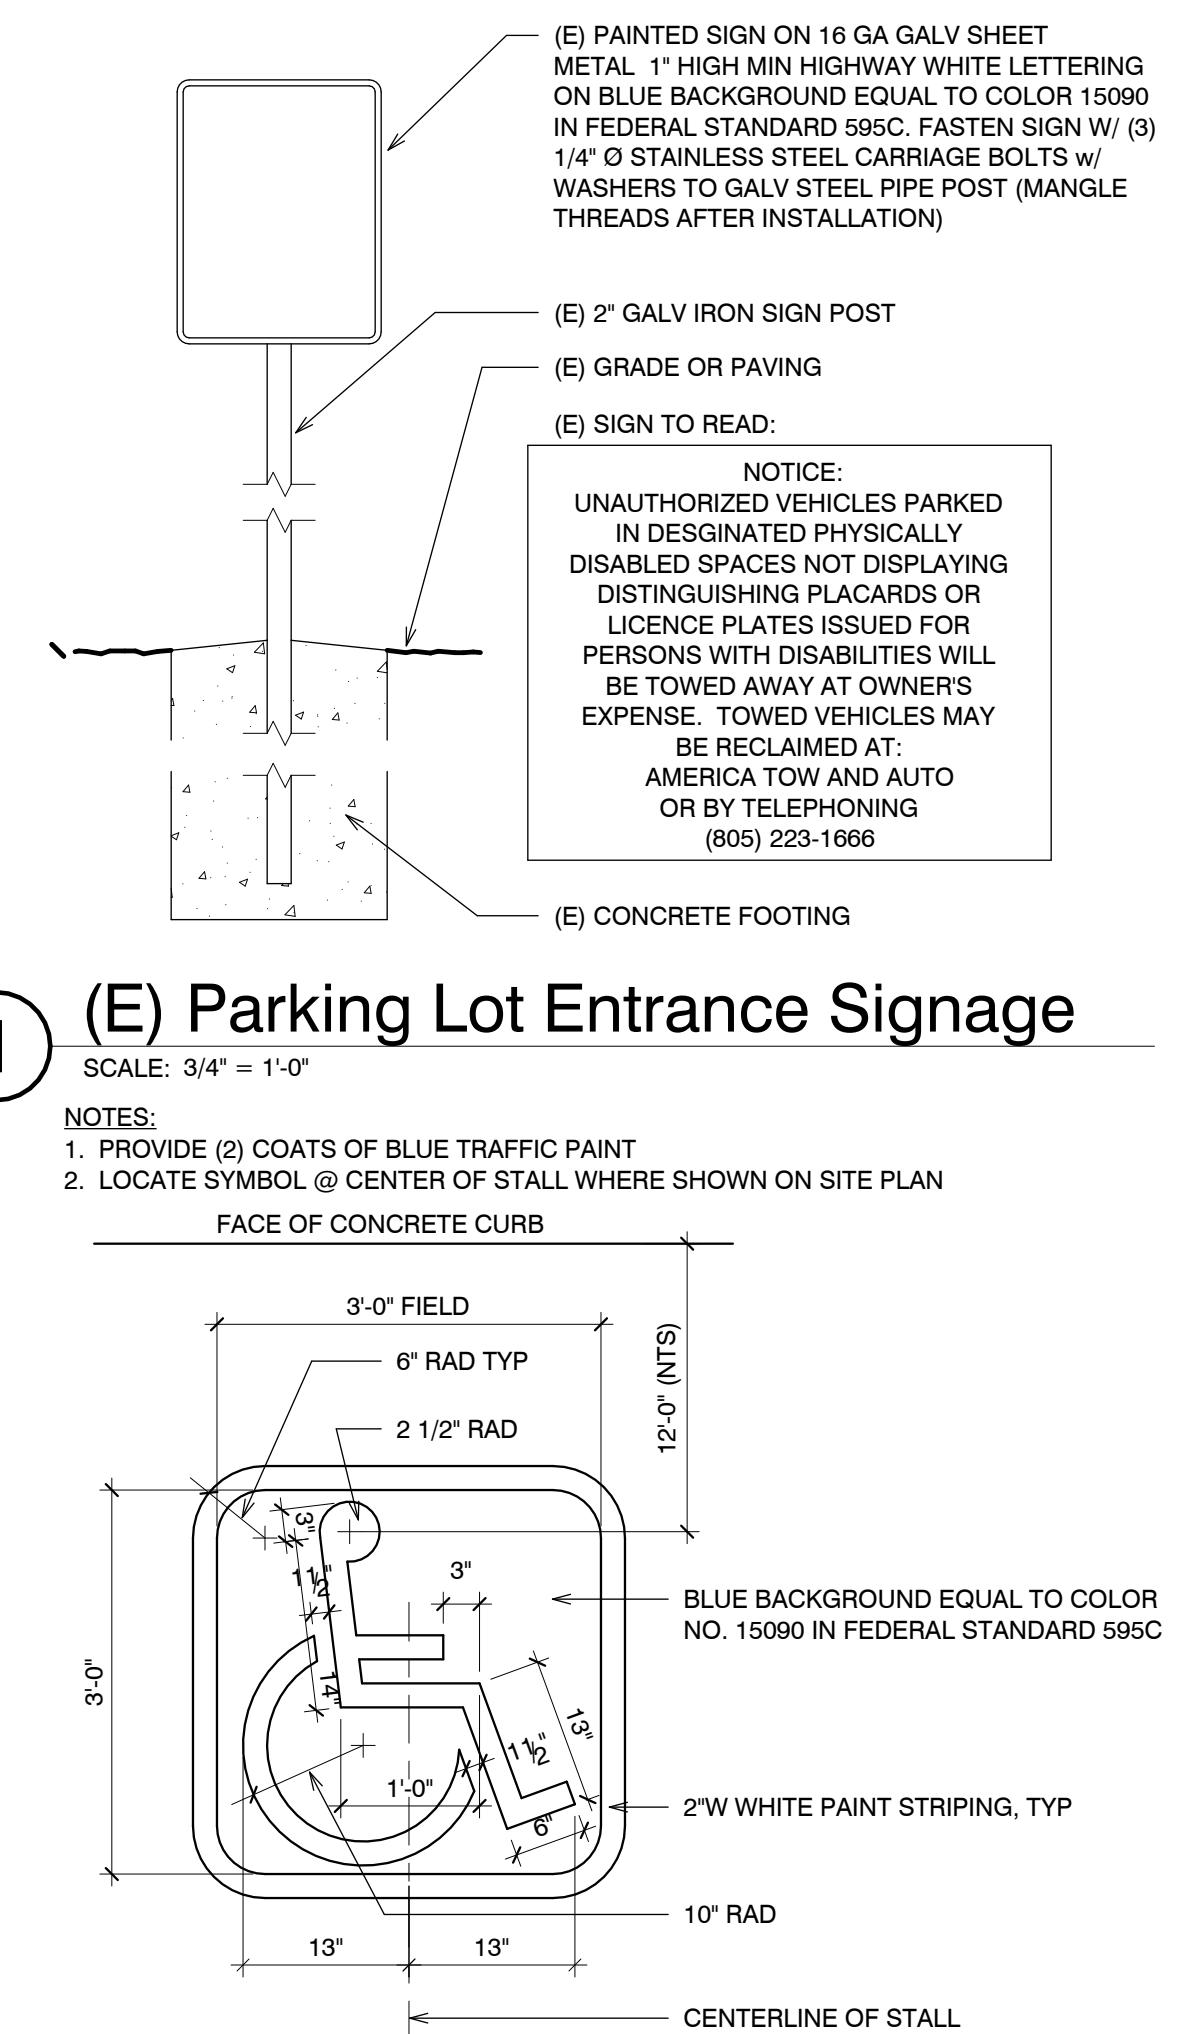 (E) PAINTED SIGN ON 16 GA GALV SHEET
METAL 1" HIGH MIN HIGHWAY WHITE LETTERING
ON BLUE BACKGROUND EQUAL TO COLOR 15090
IN FEDERAL STANDARD 595C. FASTEN SIGN W/ (3)
1/4" Ø STAINLESS STEEL CARRIAGE BOLTS w/
WASHERS TO GALV STEEL PIPE POST (MANGLE
THREADS AFTER INSTALLATION)
(E) 2" GALV IRON SIGN POST
(E) GRADE OR PAVING
(E) SIGN TO READ:
NOTICE:
UNAUTHORIZED VEHICLES PARKED
IN DESGINATED PHYSICALLY
DISABLED SPACES NOT DISPLAYING
DISTINGUISHING PLACARDS OR
LICENCE PLATES ISSUED FOR
PERSONS WITH DISABILITIES WILL
BE TOWED AWAY AT OWNER'S
EXPENSE. TOWED VEHICLES MAY
BE RECLAIMED AT:
AMERICA TOW AND AUTO
OR BY TELEPHONING
(805) 223-1666
(E) CONCRETE FOOTING
(E) Parking Lot Entrance Signage
SCALE: 3/4" = 1'-0"
NOTES:
1. PROVIDE (2) COATS OF BLUE TRAFFIC PAINT
2. LOCATE SYMBOL @ CENTER OF STALL WHERE SHOWN ON SITE PLAN
FACE OF CONCRETE CURB
3'-0" FIELD
12'-0" (NTS)
6" RAD TYP
2 1/2" RAD
3"
1 1/2"
3"
BLUE BACKGROUND EQUAL TO COLOR
NO. 15090 IN FEDERAL STANDARD 595C
3'-0"
14"
13"
1 1/2"
1'-0"
6"
2"W WHITE PAINT STRIPING, TYP
10" RAD
13"
13"
CENTERLINE OF STALL